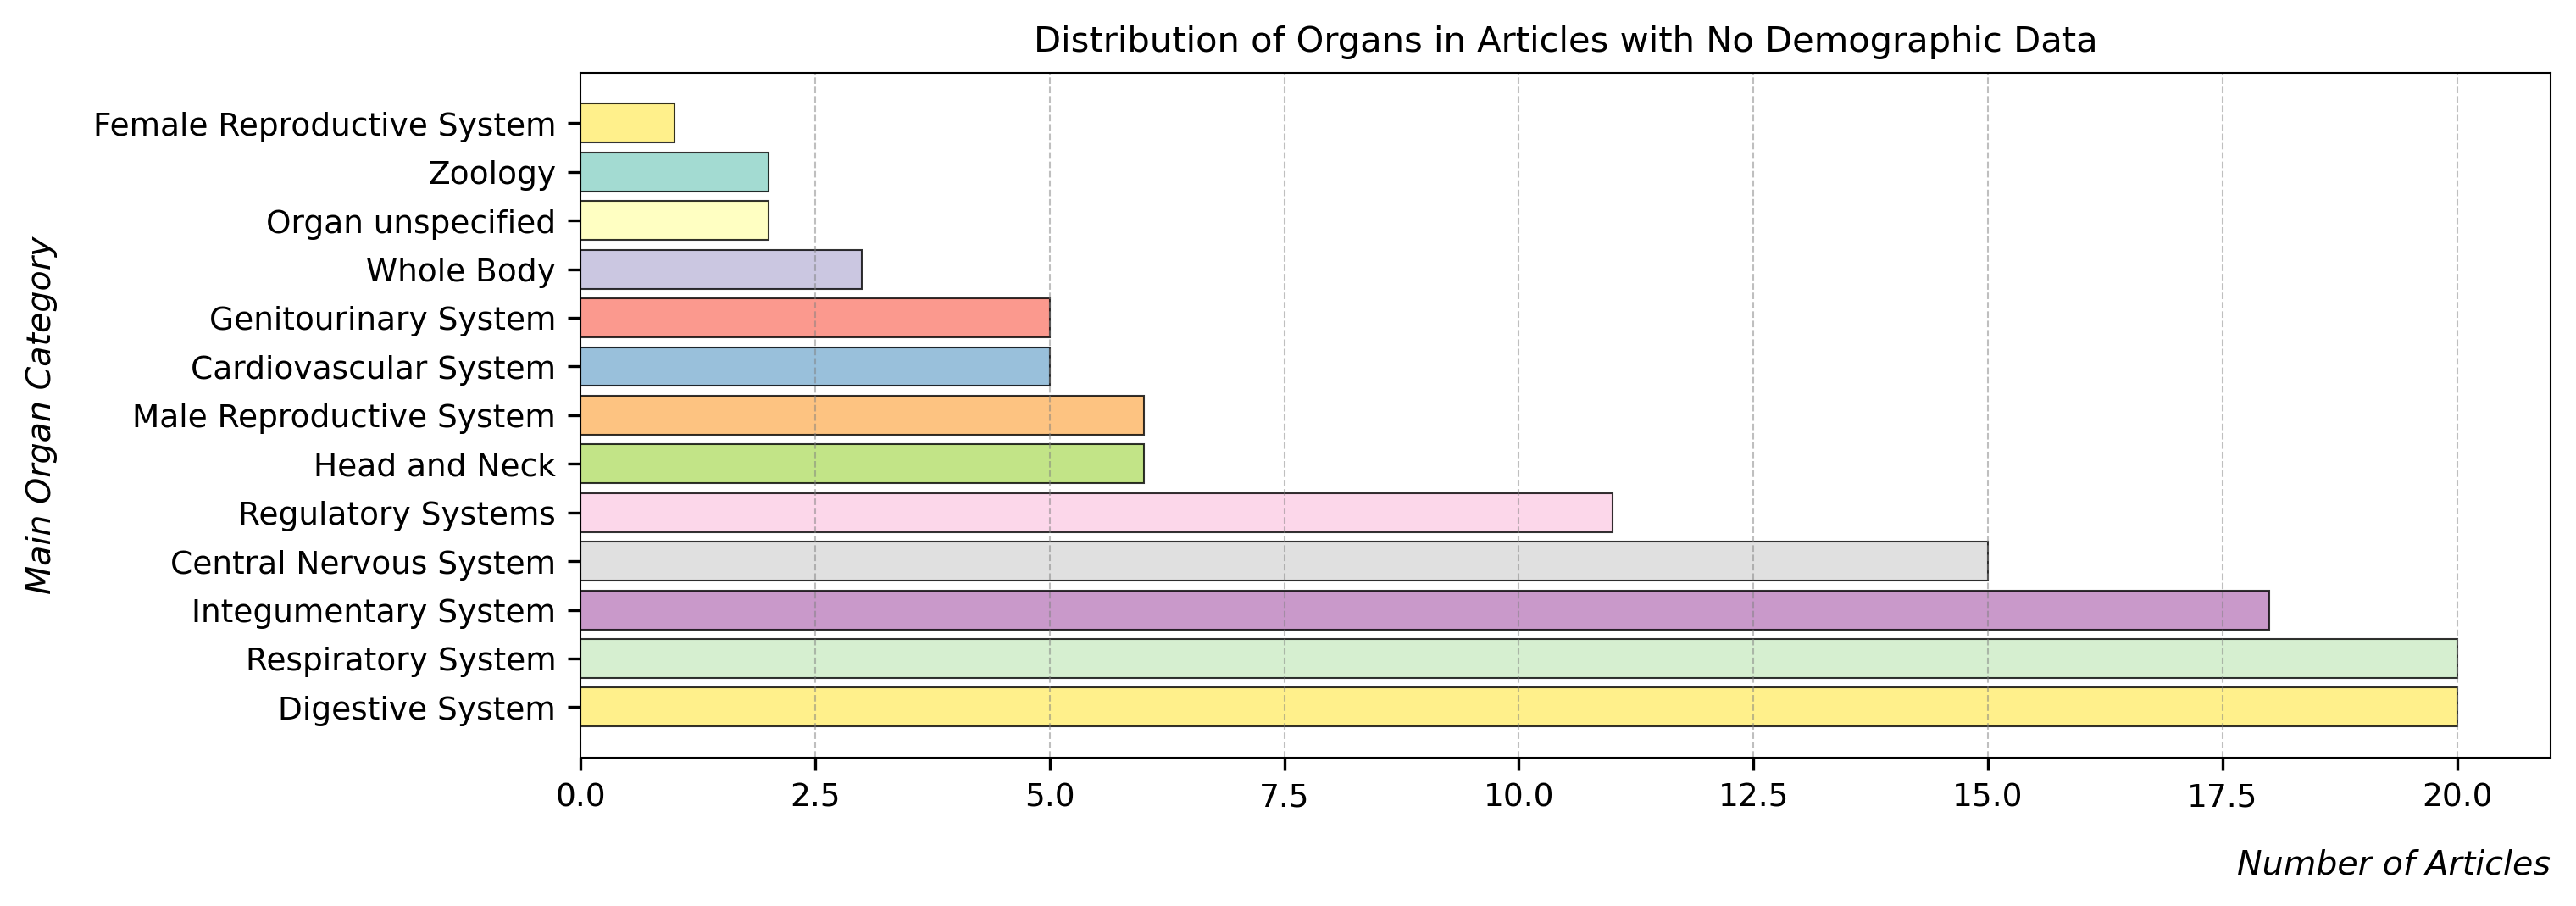 Distribution of Organs in Articles with No Demographic Data
Main Organ Category
Female Reproductive System
Zoology
Organ unspecified
Whole Body
Genitourinary System
Cardiovascular System
Male Reproductive System
Head and Neck
Regulatory Systems
Central Nervous System
Integumentary System
Respiratory System
Digestive System
0.0 2.5 5.0 7.5 10.0 12.5 15.0 17.5 20.0
Number of Articles